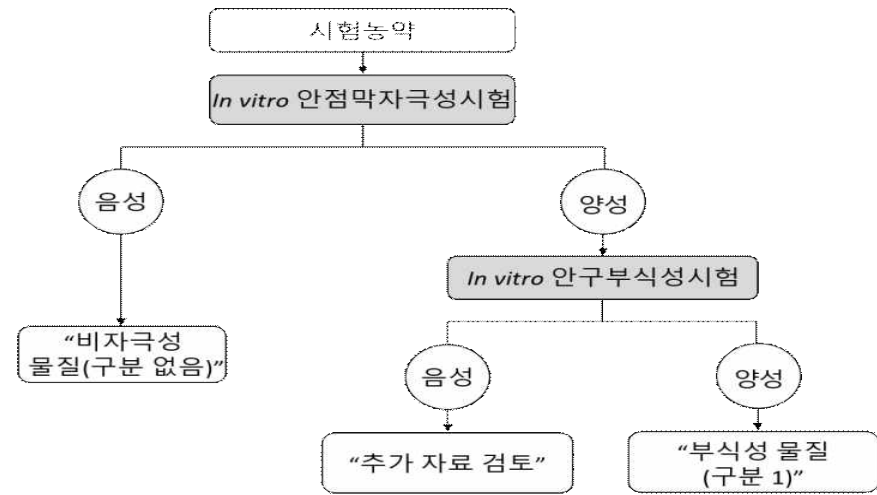 시험농약
In vitro 안점막자극성시험
음성
양성
In vitro 안구부식성시험
“비자극성
물질(구분 없음)”
음성
양성
“추가 자료 검토”
“부식성 물질
(구분 1)”